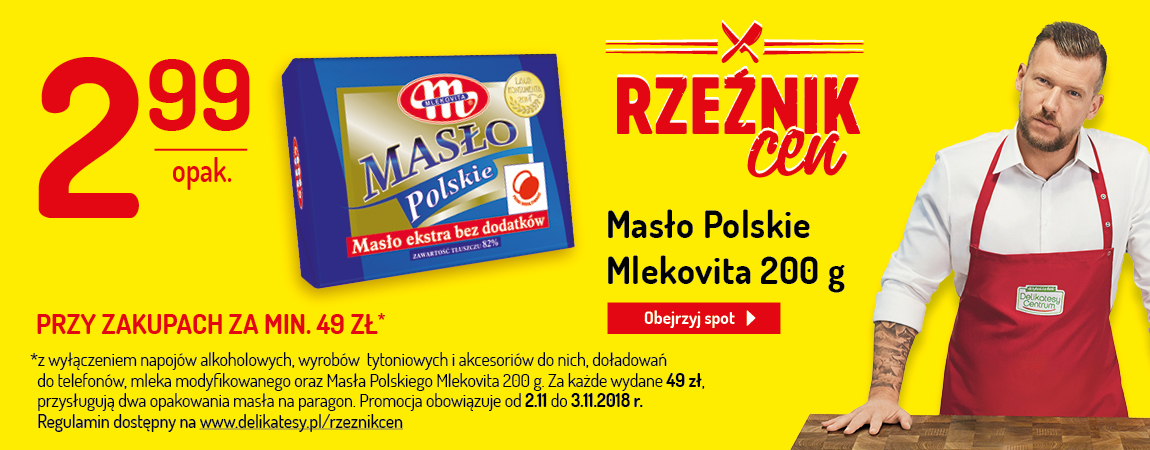 2 99
opak.
MLEKOVITA
MASŁO
Polskie
Masło ekstra bez dodatków
ZAWARTOŚĆ TŁUSZCZU 82%
RZEŹNIK
cen
Masło Polskie
Mlekovita 200 g
Obejrzyj spot
Delikatesy
Centrum
PRZY ZAKUPACH ZA MIN. 49 ZŁ*
*z wyłączeniem napojów alkoholowych, wyrobów tytoniowych i akcesoriów do nich, doładowań
do telefonów, mleka modyfikowanego oraz Masła Polskiego Mlekovita 200 g. Za każde wydane 49 zł,
przysługują dwa opakowania masła na paragon. Promocja obowiązuje od 2.11 do 3.11.2018 r.
Regulamin dostępny na www.delikatesy.pl/rzeznikcen